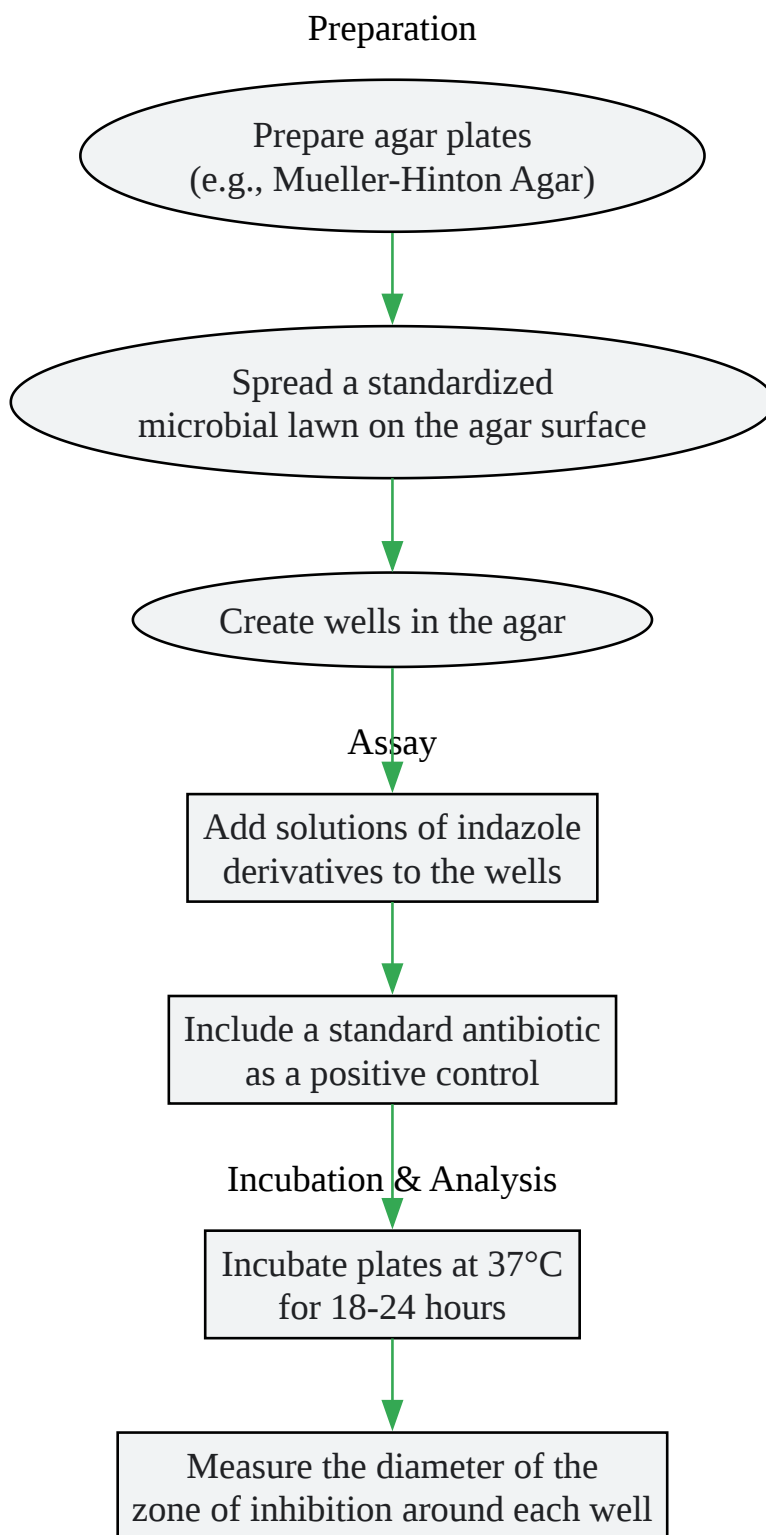 Preparation
Prepare agar plates
(e.g., Mueller-Hinton Agar)
Spread a standardized
microbial lawn on the agar surface
Create wells in the agar
Assay
Add solutions of indazole
derivatives to the wells
Include a standard antibiotic
as a positive control
Incubation & Analysis
Incubate plates at 37°C
for 18-24 hours
Measure the diameter of the
zone of inhibition around each well